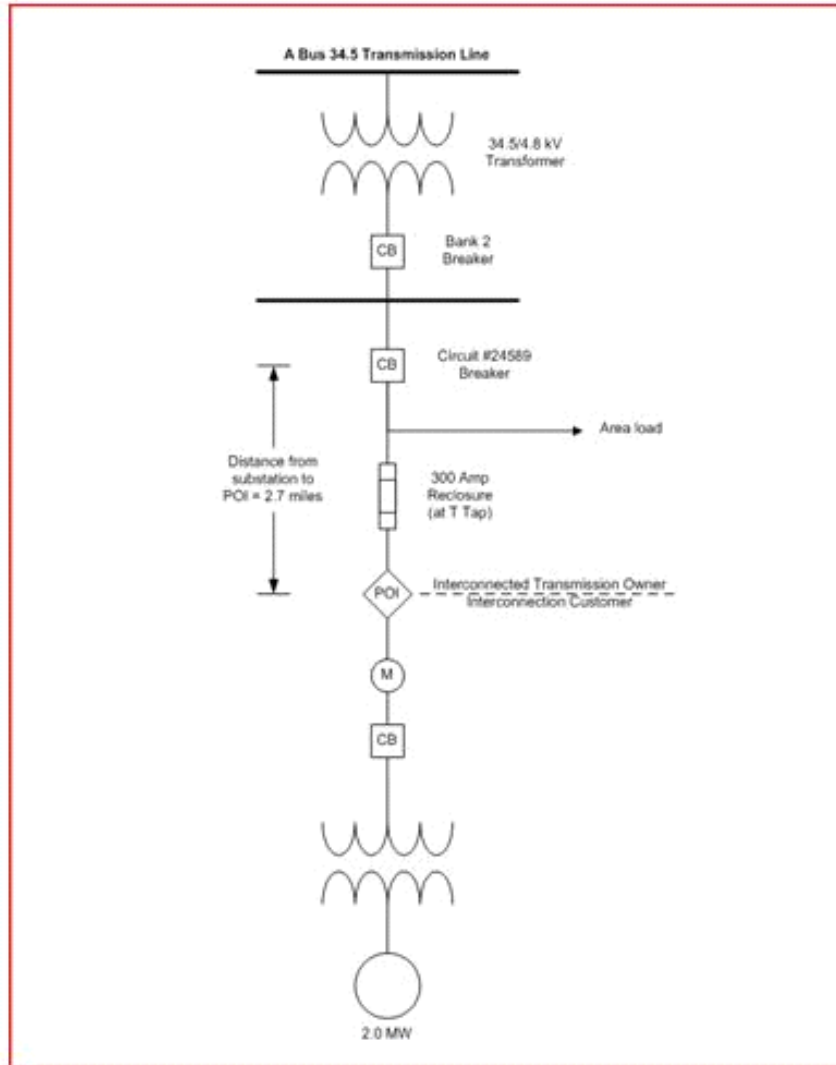 A Bus 34.5 Transmission Line
34.5/4.8 kV
Transformer
CB
Bank 2
Breaker
CB
Circuit #24589
Breaker
Area load
Distance from
substation to
POI = 2.7 miles
300 Amp
Reclosure
(at T Tap)
POI
Interconnected Transmission Owner
Interconnection Customer
M
CB
2.0 MW